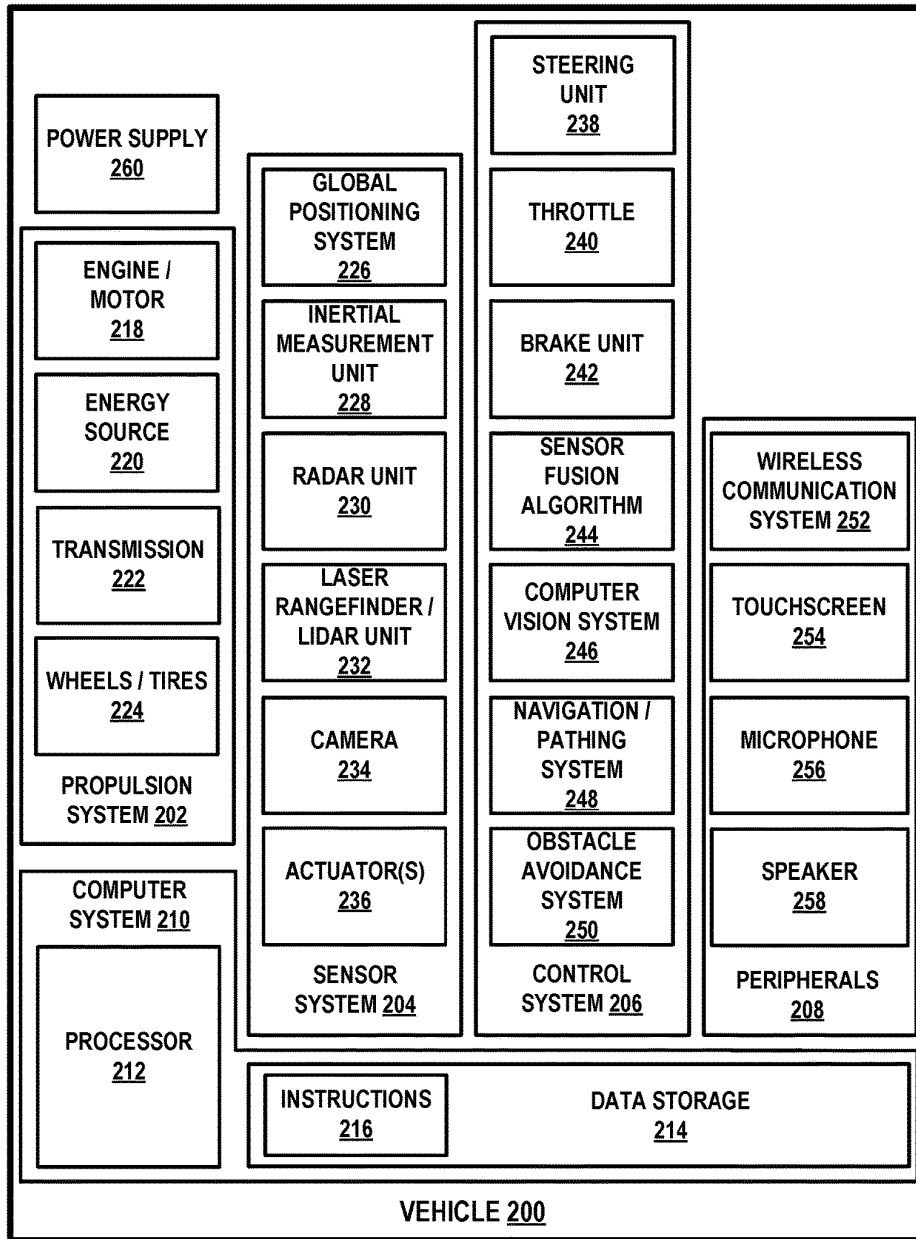 POWER SUPPLY
260
ENGINE /
MOTOR
218
ENERGY
SOURCE
220
TRANSMISSION
222
WHEELS / TIRES
224
PROPULSION
SYSTEM 202
COMPUTER
SYSTEM 210
PROCESSOR
212
GLOBAL
POSITIONING
SYSTEM
226
INERTIAL
MEASUREMENT
UNIT
228
RADAR UNIT
230
LASER
RANGEFINDER /
LIDAR UNIT
232
CAMERA
234
ACTUATOR(S)
236
SENSOR
SYSTEM 204
STEERING
UNIT
238
THROTTLE
240
BRAKE UNIT
242
SENSOR
FUSION
ALGORITHM
244
COMPUTER
VISION SYSTEM
246
NAVIGATION /
PATHING
SYSTEM
248
OBSTACLE
AVOIDANCE
SYSTEM
250
CONTROL
SYSTEM 206
WIRELESS
COMMUNICATION
SYSTEM 252
TOUCHSCREEN
254
MICROPHONE
256
SPEAKER
258
PERIPHERALS
208
INSTRUCTIONS
216
DATA STORAGE
214
VEHICLE 200